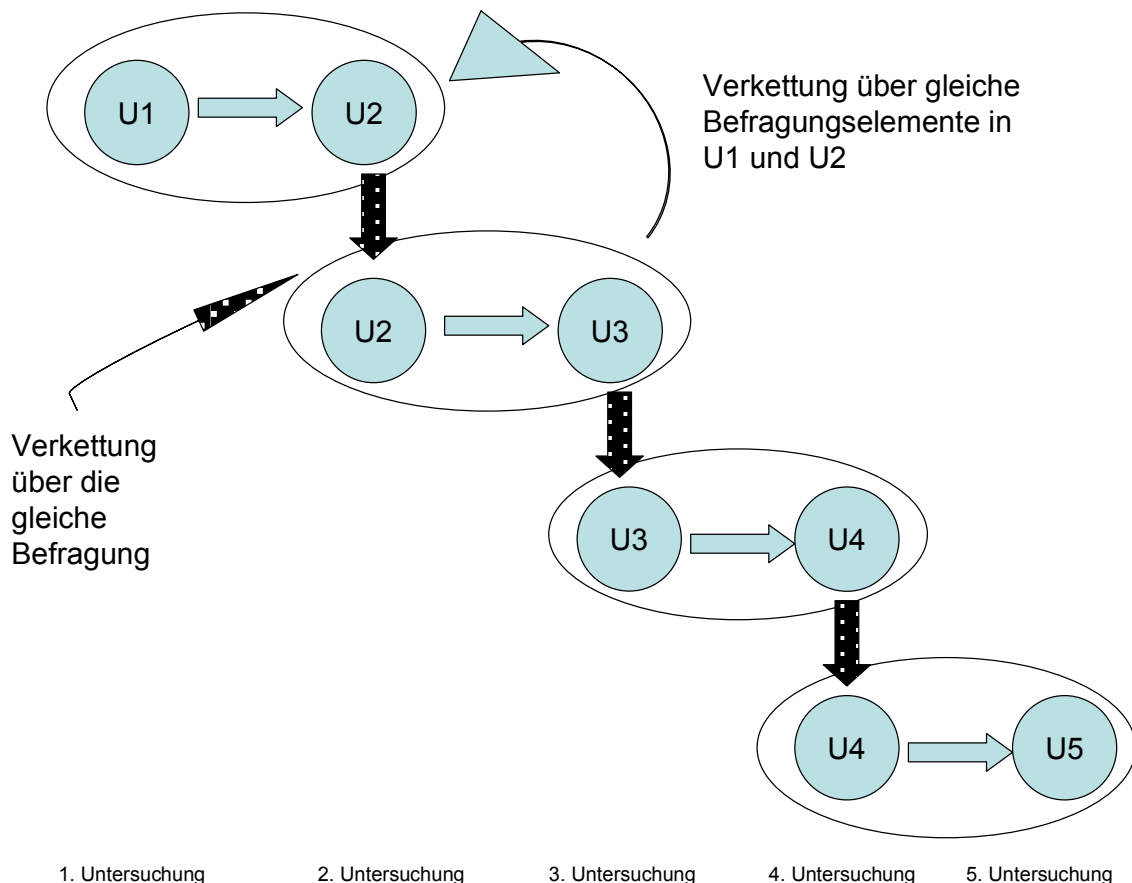 U1
U2
Verkettung über gleiche
Befragungselemente in
U1 und U2
U2
U3
Verkettung
über die
gleiche
Befragung
U3
U4
U4
U5
1. Untersuchung
2. Untersuchung
3. Untersuchung
4. Untersuchung
5. Untersuchung